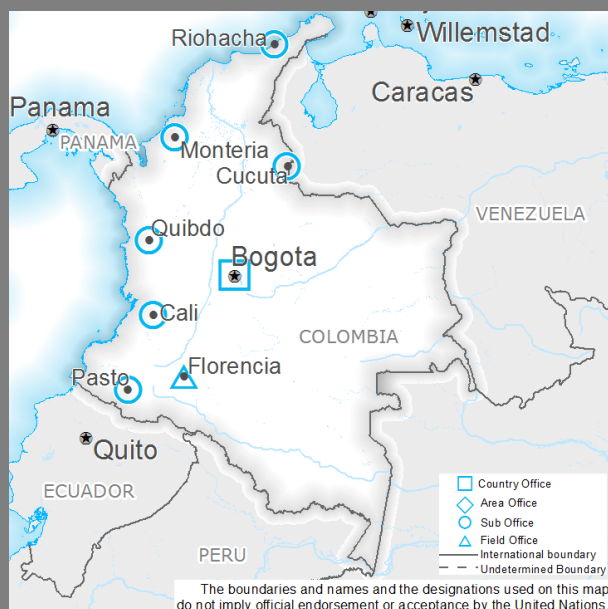 Riohacha
Willemstad
Caracas
Panama
PANAMA
Monteria
Cucuta
VENEZUELA
Quibdo
Bogota
Cali
COLOMBIA
Florencia
Pasto
Quito
ECUADOR
PERU
Country Office
Area Office
Sub Office
Field Office
International boundary
Undetermined Boundary
The boundaries and names and the designations used on this map
do not imply official endorsement or acceptance by the United Nations